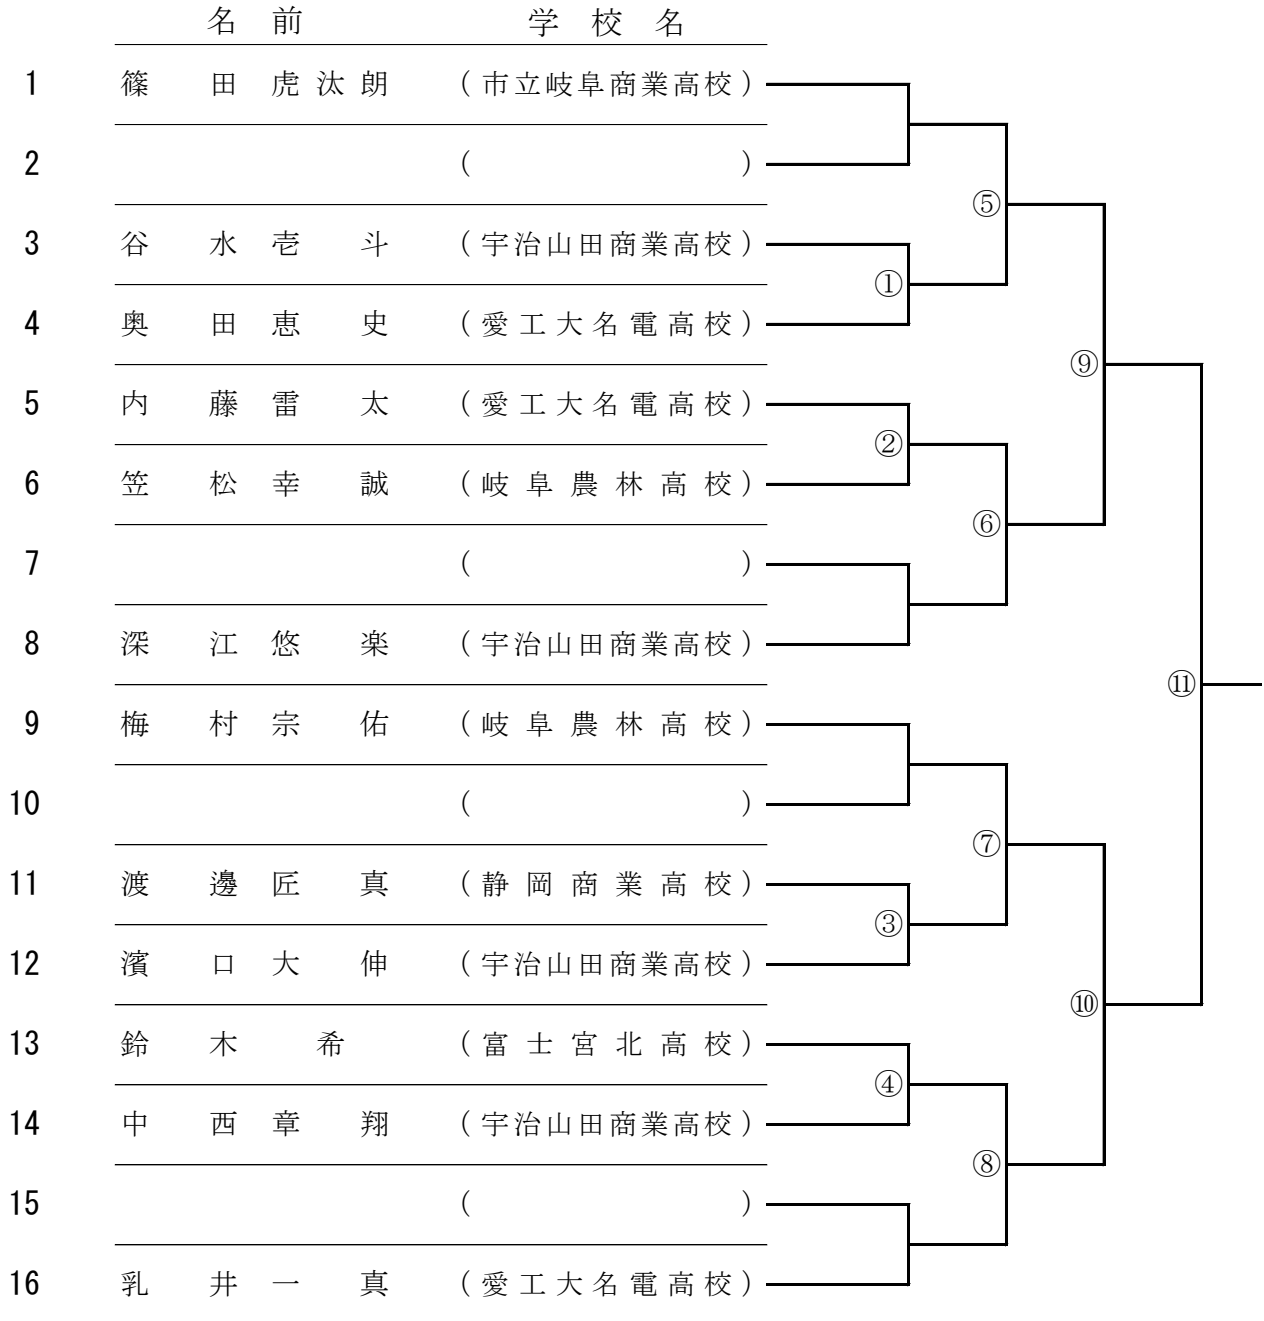 名 前 学 校 名
1 篠 田 虎 汰 朗 ( 市立岐阜商業高校 )
2 ( )
⑤
3 谷 水 壱 斗 ( 宇治山田商業高校 )
①
4 奥 田 恵 史 ( 愛工大名電高校 )
⑨
5 内 藤 雷 太 ( 愛工大名電高校 )
②
6 笠 松 幸 誠 ( 岐阜農林高校 )
⑥
7 ( )
8 深 江 悠 楽 ( 宇治山田商業高校 )
⑪
9 梅 村 宗 佑 ( 岐阜農林高校 )
10 ( )
⑦
11 渡 邊 匠 真 ( 静岡商業高校 )
③
12 濱 口 大 伸 ( 宇治山田商業高校 )
⑩
13 鈴 木 希 ( 富士宮北高校 )
④
14 中 西 章 翔 ( 宇治山田商業高校 )
⑧
15 ( )
16 乳 井 一 真 ( 愛工大名電高校 )